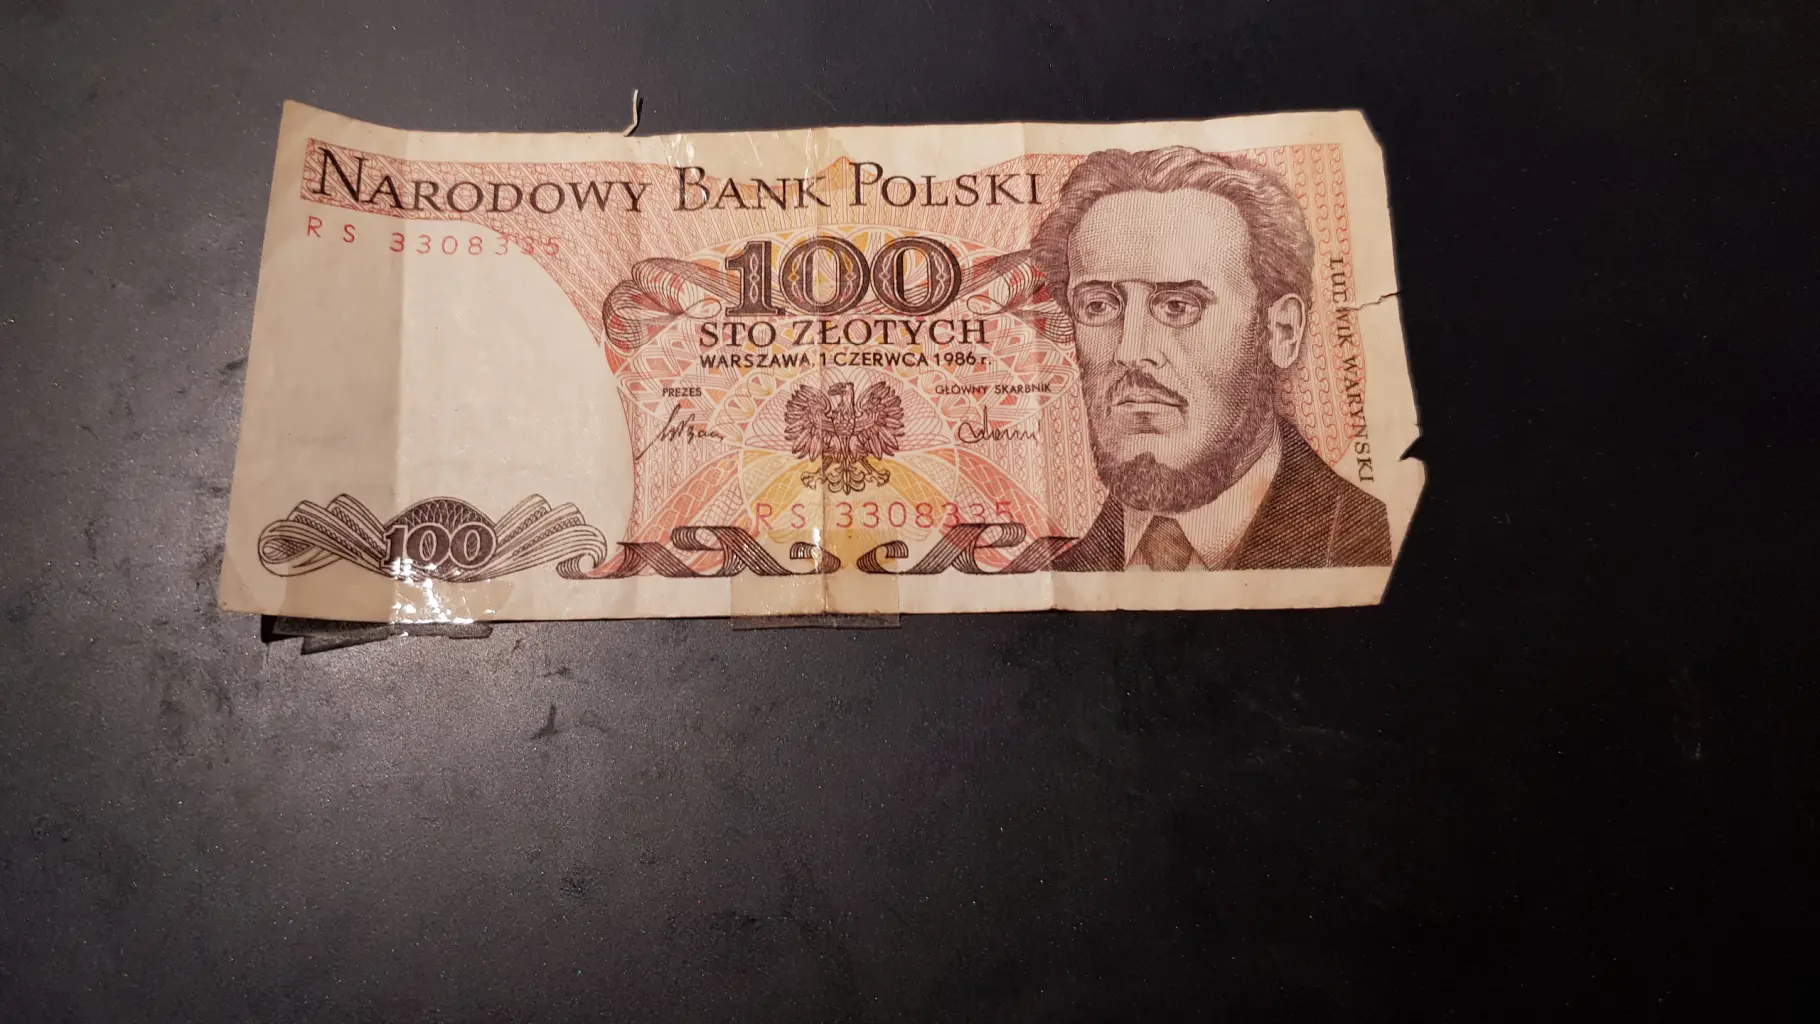 NARODOWY BANK POLSKI
RS 3308335
100
STO ZŁOTYCH
WARSZAWA, 1 CZERWCA 1986 r.
PREZES
GŁÓWNY SKARBNIK
RS 3308335
100
LUDWIK WARYŃSKI